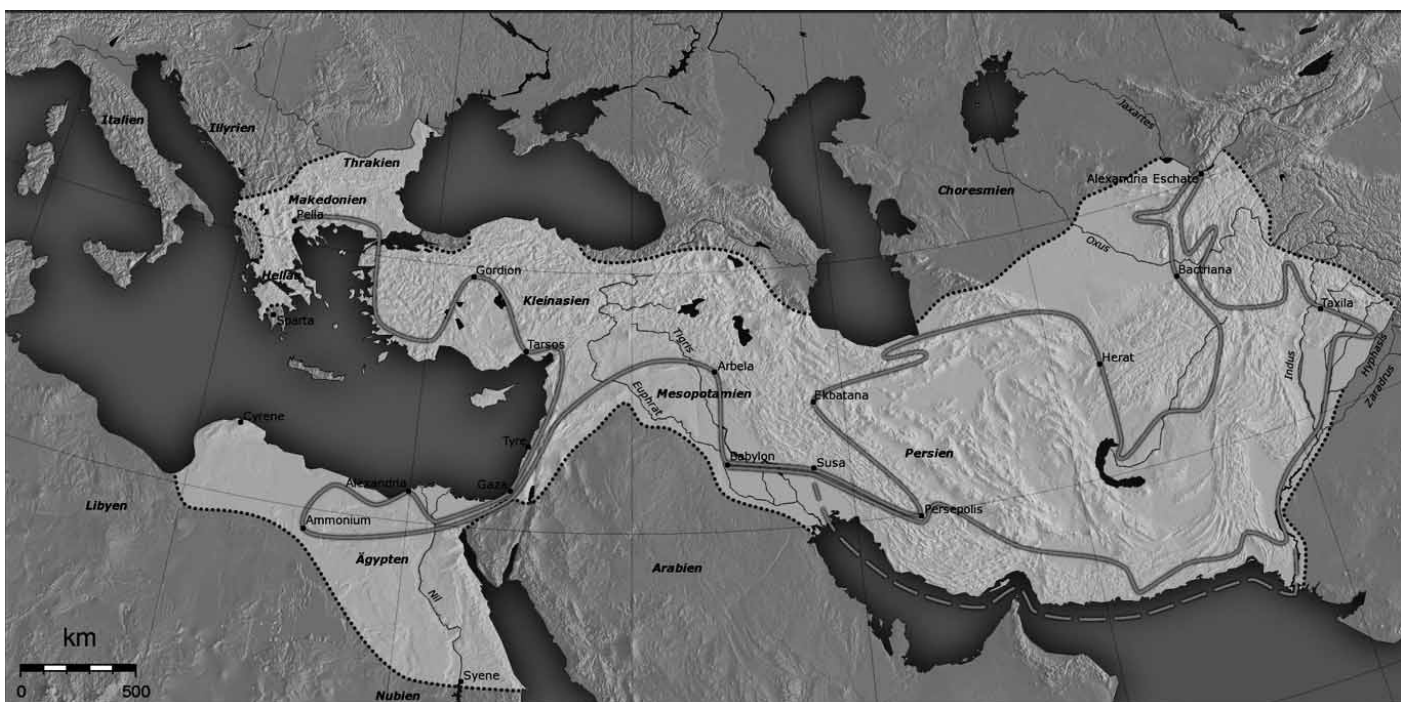 Italien
Illyrien
Thrakien
Makedonien
Pella
Hellas
Sparta
Gordion
Kleinasien
Tarsos
Tigris
Arbela
Mesopotamien
Euphrat
Cyrene
Tyre
Babylon
Susa
Ekbatana
Persien
Persepolis
Choresmien
Jaxartes
Alexandria Eschate
Oxus
Bactriana
Herat
Taxila
Indus
Hyphasis
Zaradrus
Alexandria
Gaza
Libyen
Ammonium
Ägypten
Nil
Arabien
Syene
Nubien
km
0 500